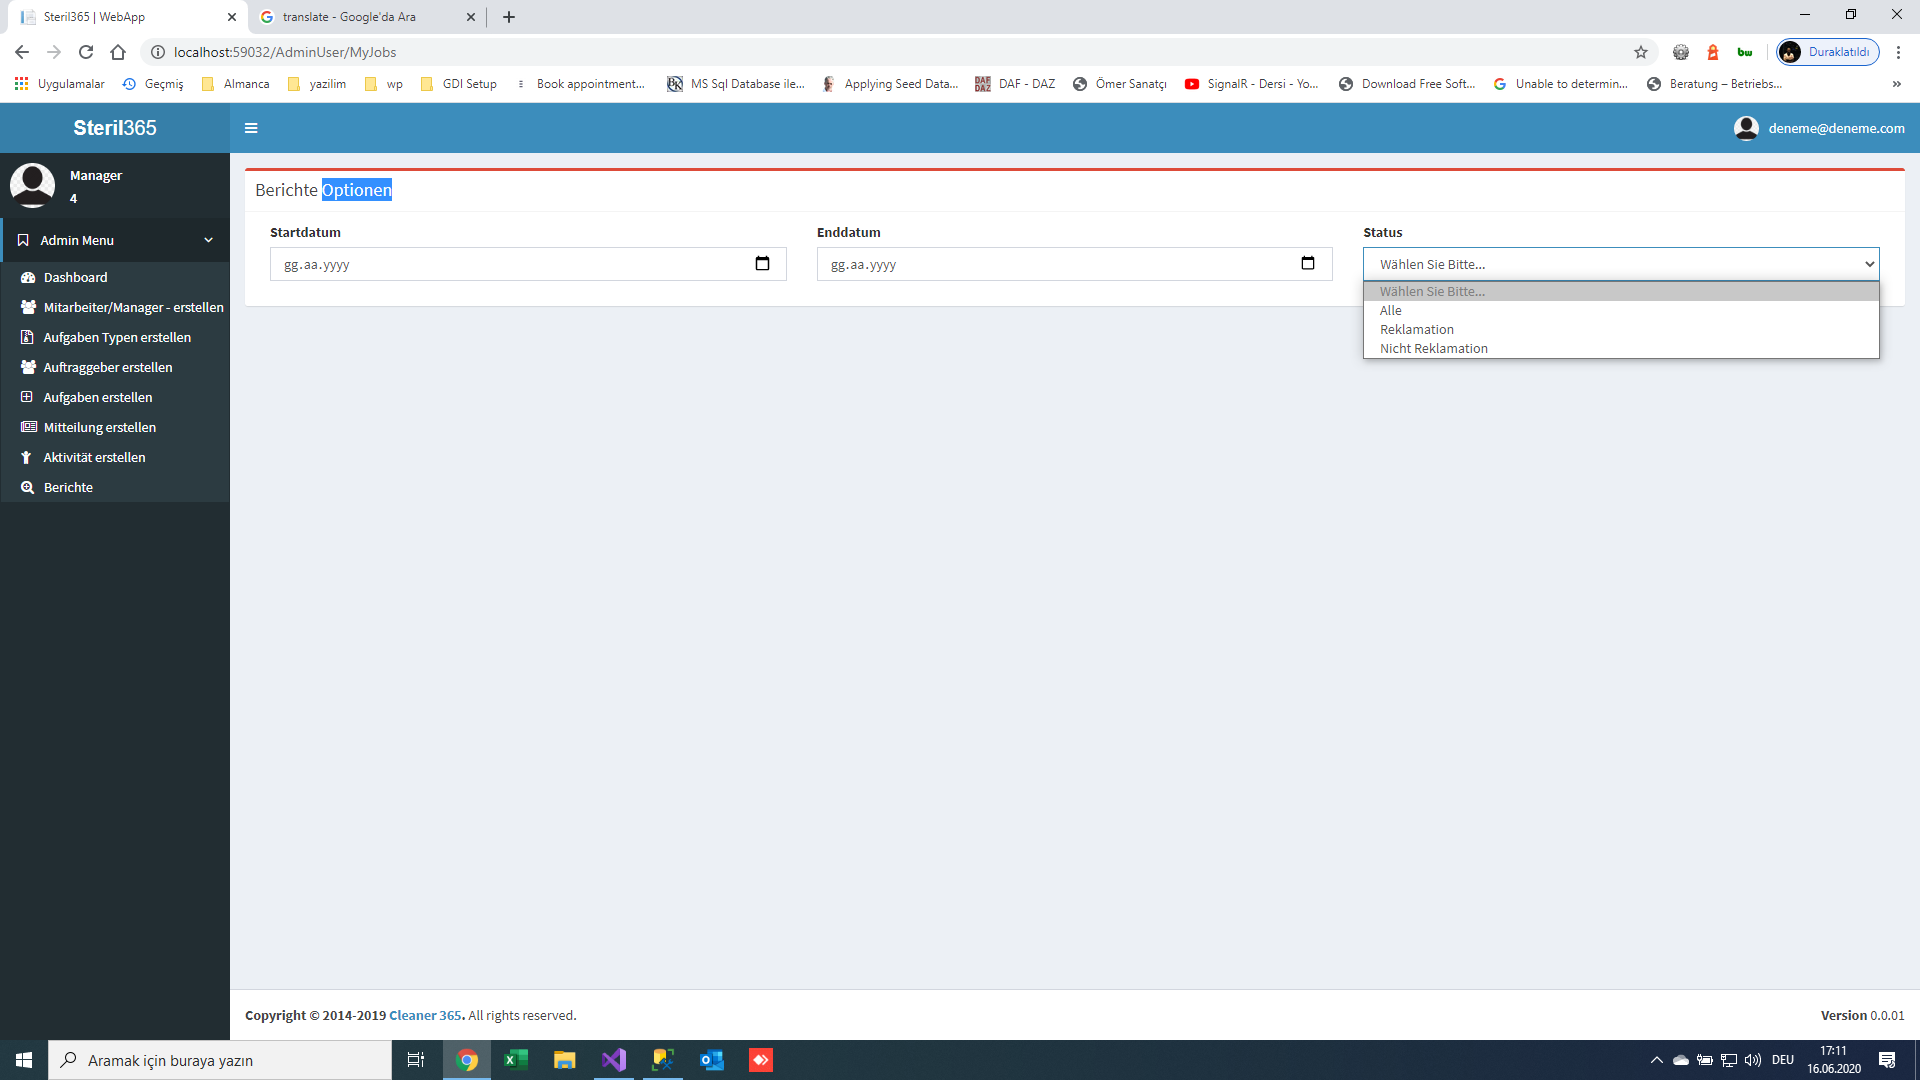 Steril365 | WebApp
translate - Google'da Ara
localhost:59032/AdminUser/MyJobs
Duraklatıldı
Uygulamalar
Geçmiş
Almanca
yazilim
wp
GDI Setup
Book appointment...
MS Sql Database ile...
Applying Seed Data...
DAF - DAZ
Ömer Sanatçı
SignalR - Dersi - Yo...
Download Free Soft...
Unable to determin...
Beratung – Betriebs...
»
Steril365
deneme@deneme.com
Manager
4
Admin Menu
Dashboard
Mitarbeiter/Manager - erstellen
Aufgaben Typen erstellen
Auftraggeber erstellen
Aufgaben erstellen
Mitteilung erstellen
Aktivität erstellen
Berichte
Berichte Optionen
Startdatum
gg.aa.yyyy
Enddatum
gg.aa.yyyy
Status
Wählen Sie Bitte...
Wählen Sie Bitte...
Alle
Reklamation
Nicht Reklamation
Copyright © 2014-2019 Cleaner 365. All rights reserved.
Version 0.0.01
Aramak için buraya yazın
DEU
17:11
16.06.2020